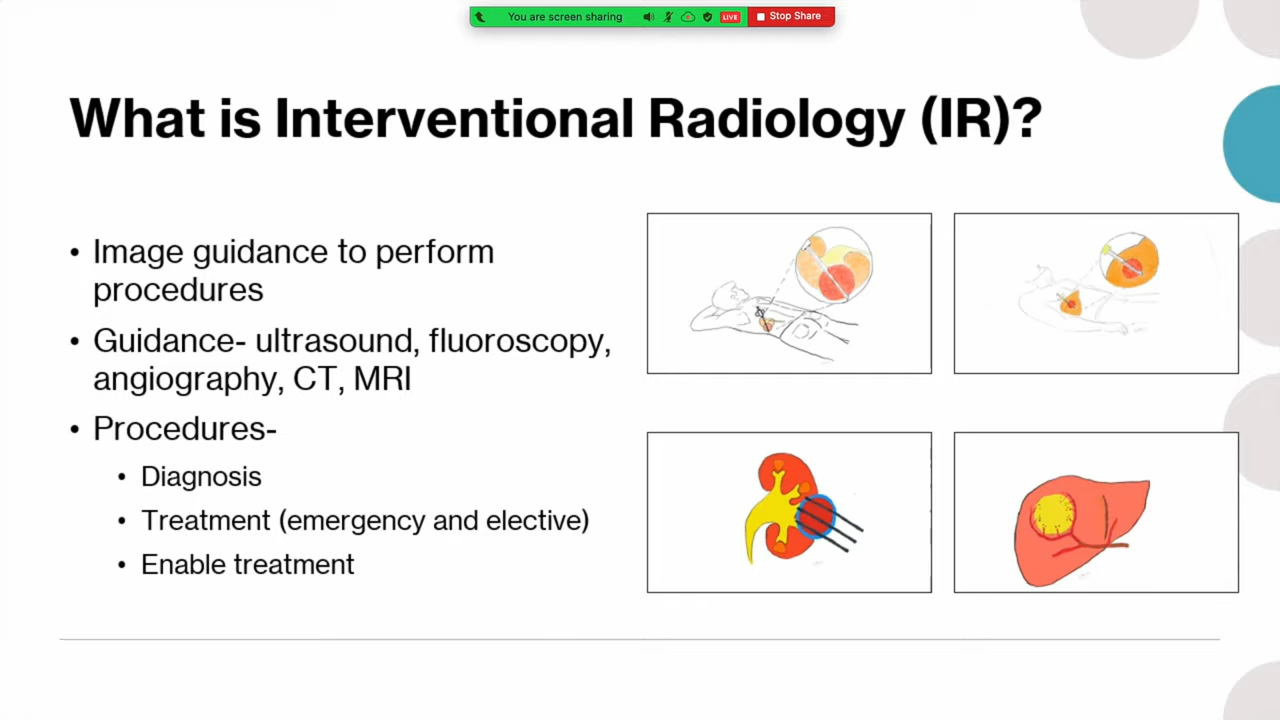 You are screen sharing
LIVE
Stop Share
What is Interventional Radiology (IR)?
• Image guidance to perform
procedures
• Guidance- ultrasound, fluoroscopy,
angiography, CT, MRI
• Procedures-
• Diagnosis
• Treatment (emergency and elective)
• Enable treatment